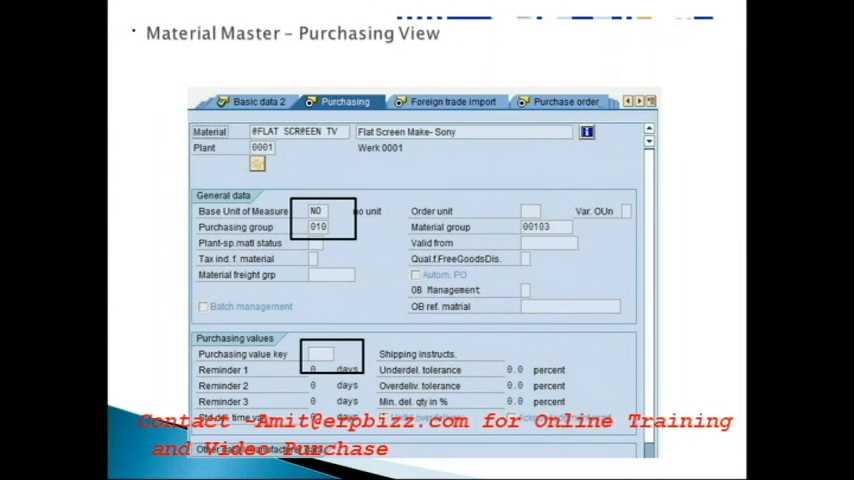 Material Master – Purchasing View
Basic data 2 Purchasing Foreign trade import Purchase order_
Material @FLAT SCR@EEN TV Flat Screen Make- Sony
Plant 0001 Werk 0001
General data
Base Unit of Measure NO no unit Order unit Var. OUn
Purchasing group 010 Material group 00103
Plant-sp.matl status Valid from
Tax ind. f. material Qual.f.FreeGoodsDis.
Material freight grp Autom. PO
OB Management
Batch management OB ref. matrial
Purchasing values
Purchasing value key Shipping instructs.
Reminder 1 0 days Underdel. tolerance 0.0 percent
Reminder 2 0 days Overdeliv. tolerance 0.0 percent
Reminder 3 0 days Min. del. qty in % 0.0 percent
Contact -Amit@erpbizz.com for Online Training
and Video Purchase